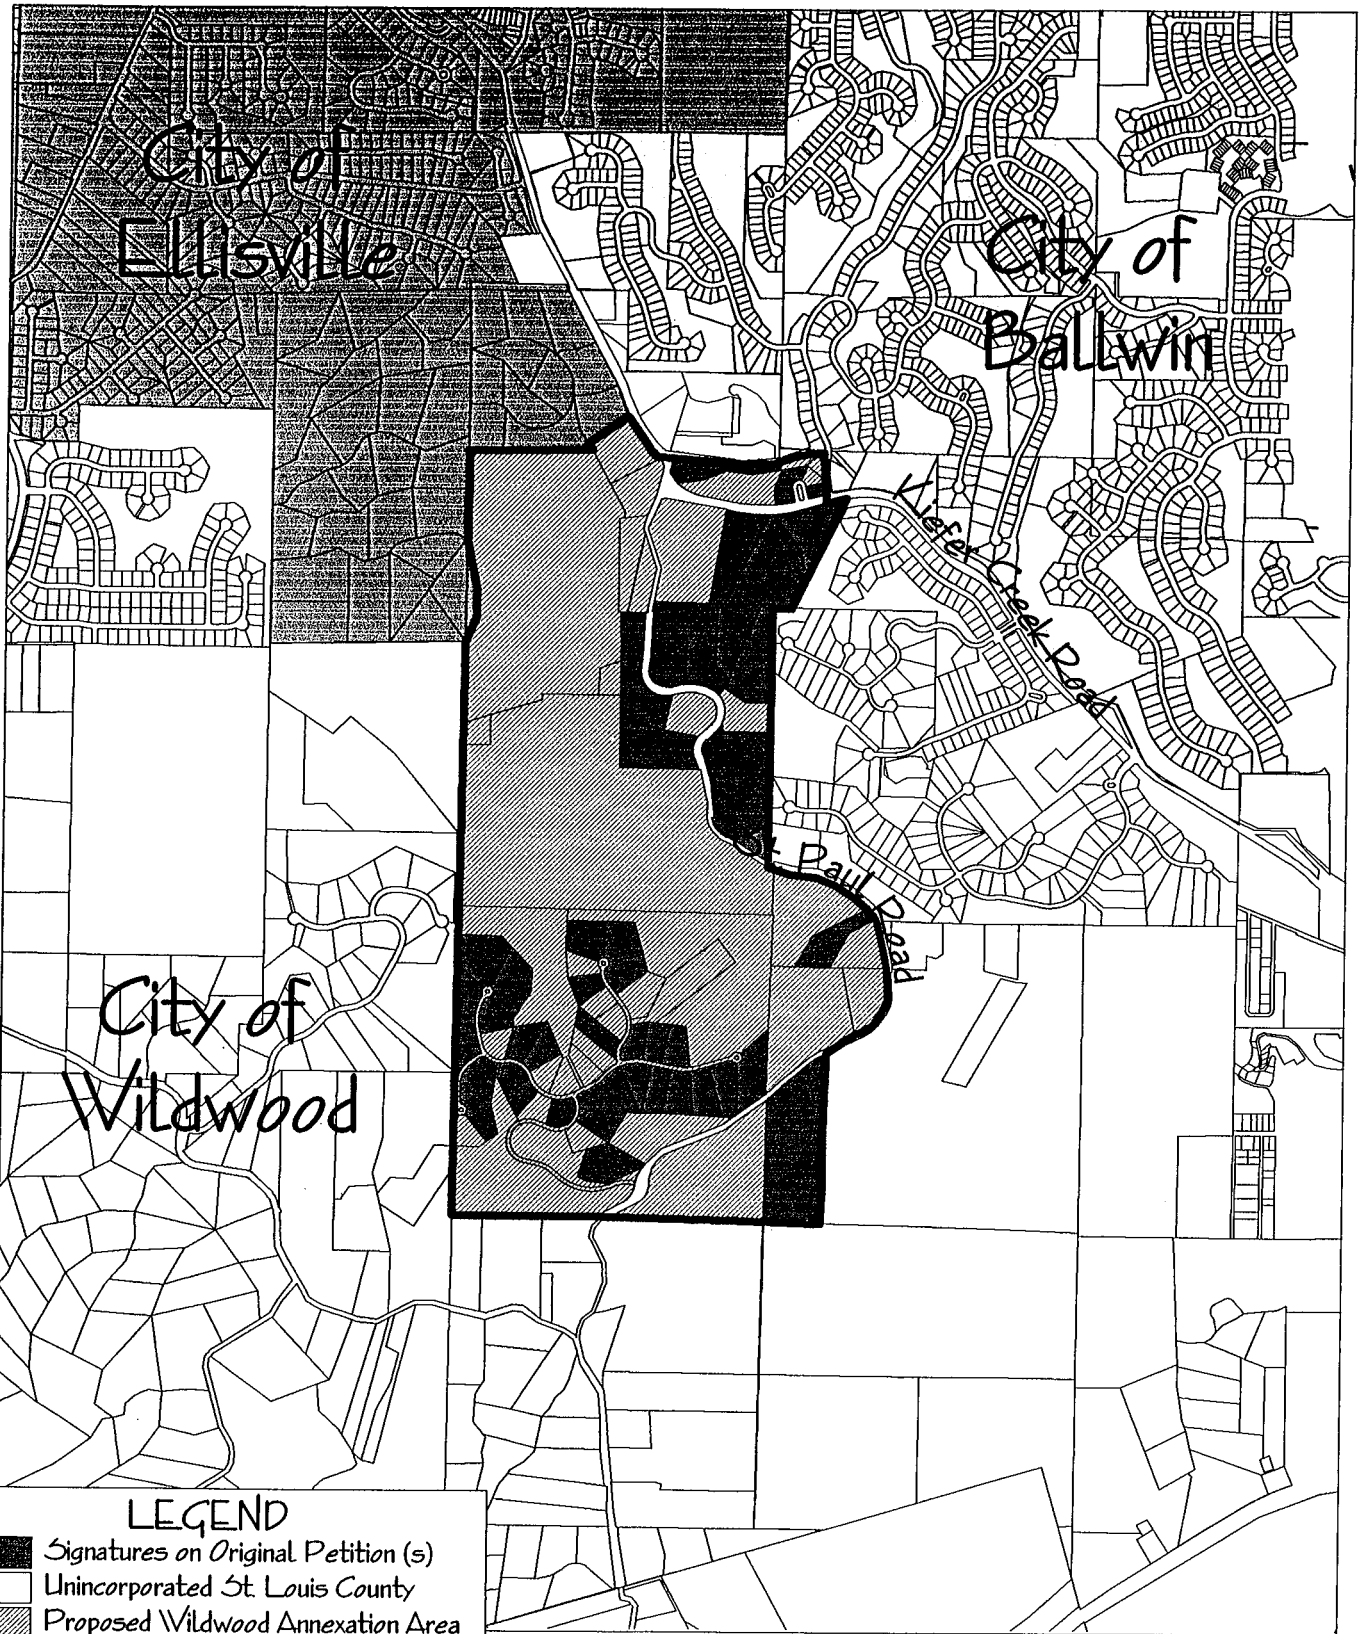 City of
Ellisville
City of
Ballwin
Kiefer Creek Road
St Paul Road
City of
Wildwood
LEGEND
Signatures on Original Petition (s)
Unincorporated St. Louis County
Proposed Wildwood Annexation Area